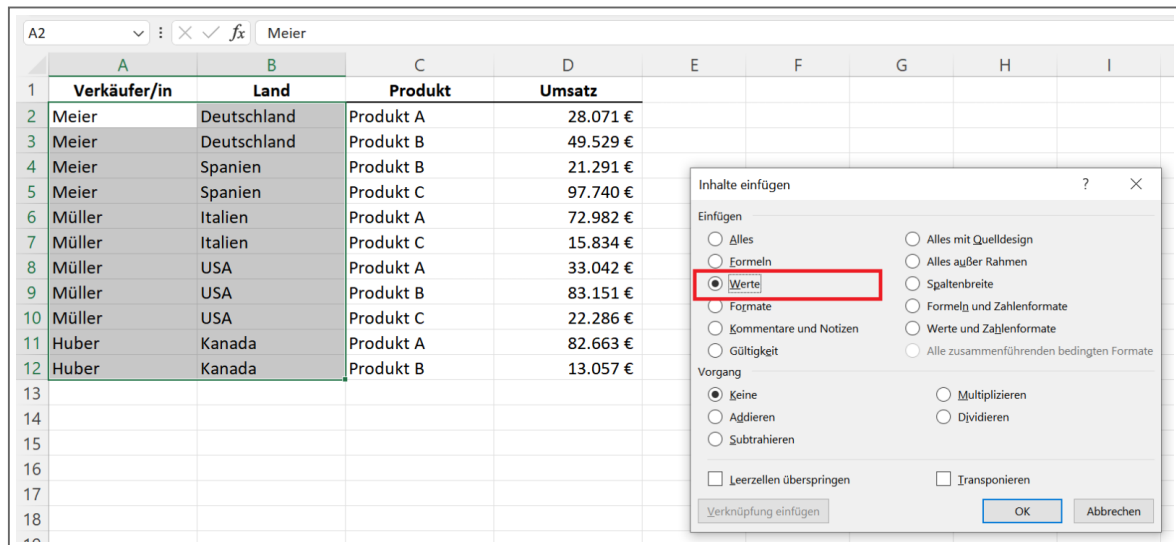 A2 fx Meier
A B C D E F G H I
1 Verkäufer/in Land Produkt Umsatz
2 Meier Deutschland Produkt A 28.071 €
3 Meier Deutschland Produkt B 49.529 €
4 Meier Spanien Produkt B 21.291 €
5 Meier Spanien Produkt C 97.740 €
6 Müller Italien Produkt A 72.982 €
7 Müller Italien Produkt C 15.834 €
8 Müller USA Produkt A 33.042 €
9 Müller USA Produkt B 83.151 €
10 Müller USA Produkt C 22.286 €
11 Huber Kanada Produkt A 82.663 €
12 Huber Kanada Produkt B 13.057 €
13
14
15
16
17
18
Inhalte einfügen ?
Einfügen
Alles Alles mit Quelldesign
Formeln Alles außer Rahmen
Werte Spaltenbreite
Formate Formeln und Zahlenformate
Kommentare und Notizen Werte und Zahlenformate
Gültigkeit Alle zusammenführenden bedingten Formate
Vorgang
Keine Multiplizieren
Addieren Dividieren
Subtrahieren
Leerzellen überspringen Transponieren
Verknüpfung einfügen OK Abbrechen